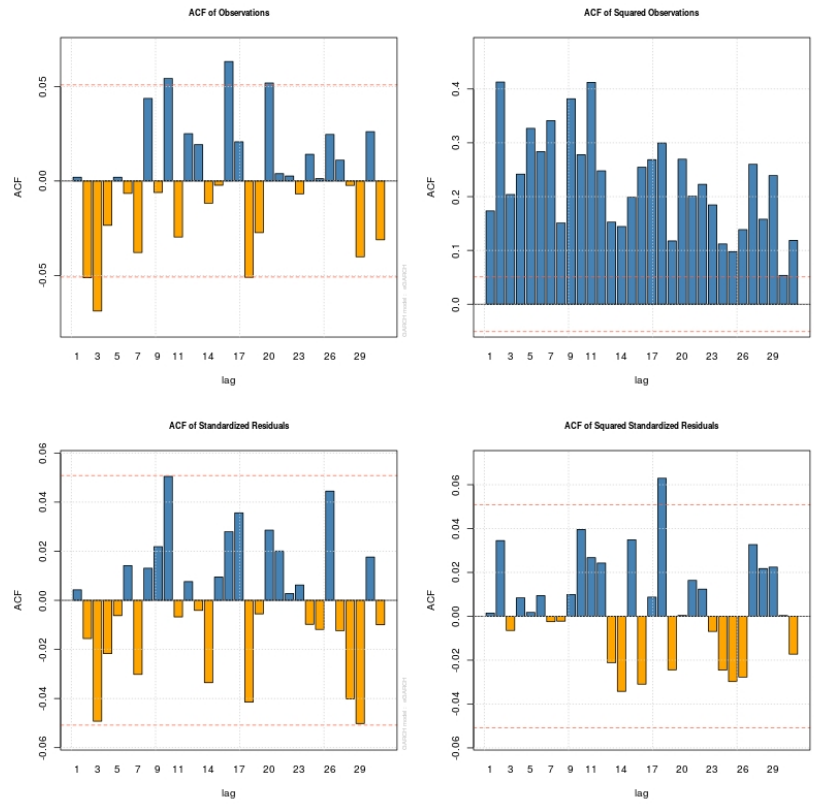 ACF of Observations
ACF
0.05
0.00
-0.05
1 3 5 7 9 11 14 17 20 23 26 29
lag
GARCH model : eGARCH
ACF of Squared Observations
ACF
0.4
0.3
0.2
0.1
0.0
1 3 5 7 9 11 14 17 20 23 26 29
lag
ACF of Standardized Residuals
ACF
0.06
0.04
0.02
0.00
-0.02
-0.04
-0.06
1 3 5 7 9 11 14 17 20 23 26 29
lag
GARCH model : eGARCH
ACF of Squared Standardized Residuals
ACF
0.06
0.04
0.02
0.00
-0.02
-0.04
-0.06
1 3 5 7 9 11 14 17 20 23 26 29
lag